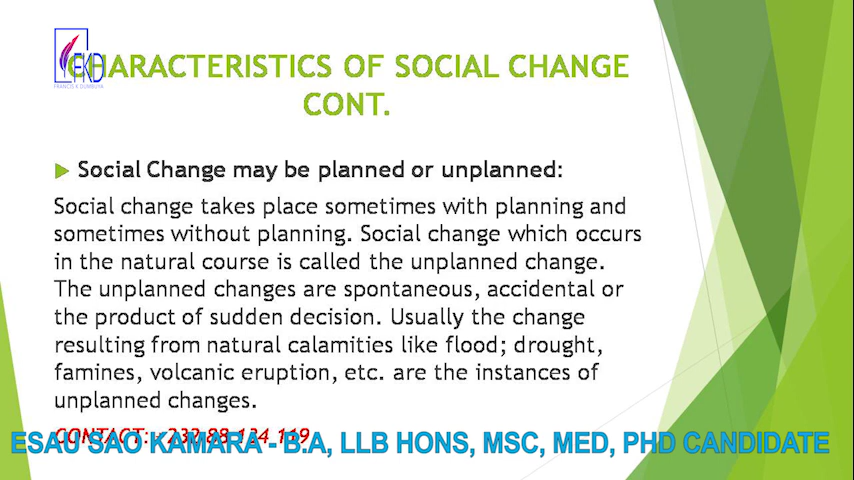 CHARACTERISTICS OF SOCIAL CHANGE
CONT.
EKD
FRANCIS K DUMBUYA
Social Change may be planned or unplanned:
Social change takes place sometimes with planning and
sometimes without planning. Social change which occurs
in the natural course is called the unplanned change.
The unplanned changes are spontaneous, accidental or
the product of sudden decision. Usually the change
resulting from natural calamities like flood; drought,
famines, volcanic eruption, etc. are the instances of
unplanned changes.
CONTACT:
ESAU SAO KAMARA - B.A, LLB HONS, MSC, MED, PHD CANDIDATE